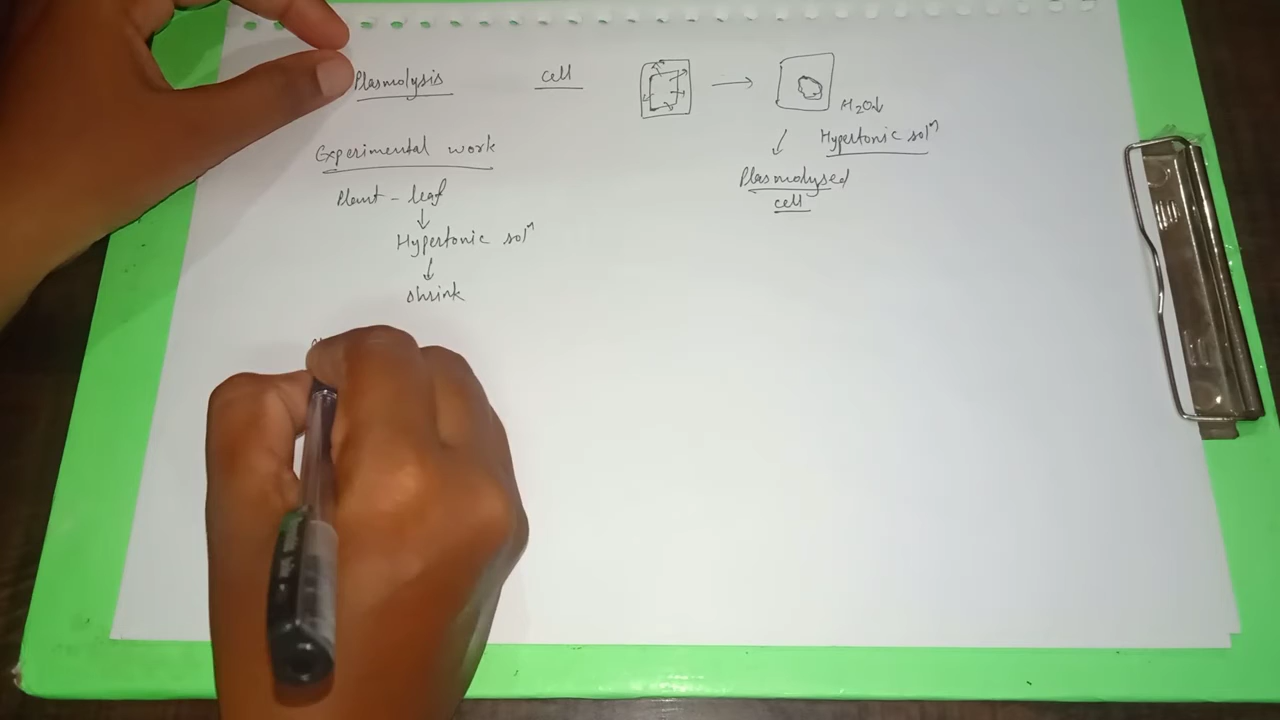 Plasmolysis
cell
H₂O↓
Hypertonic solⁿ
Plasmolysed
cell
Experimental work
Plant - leaf
↓
Hypertonic solⁿ
↓
shrink